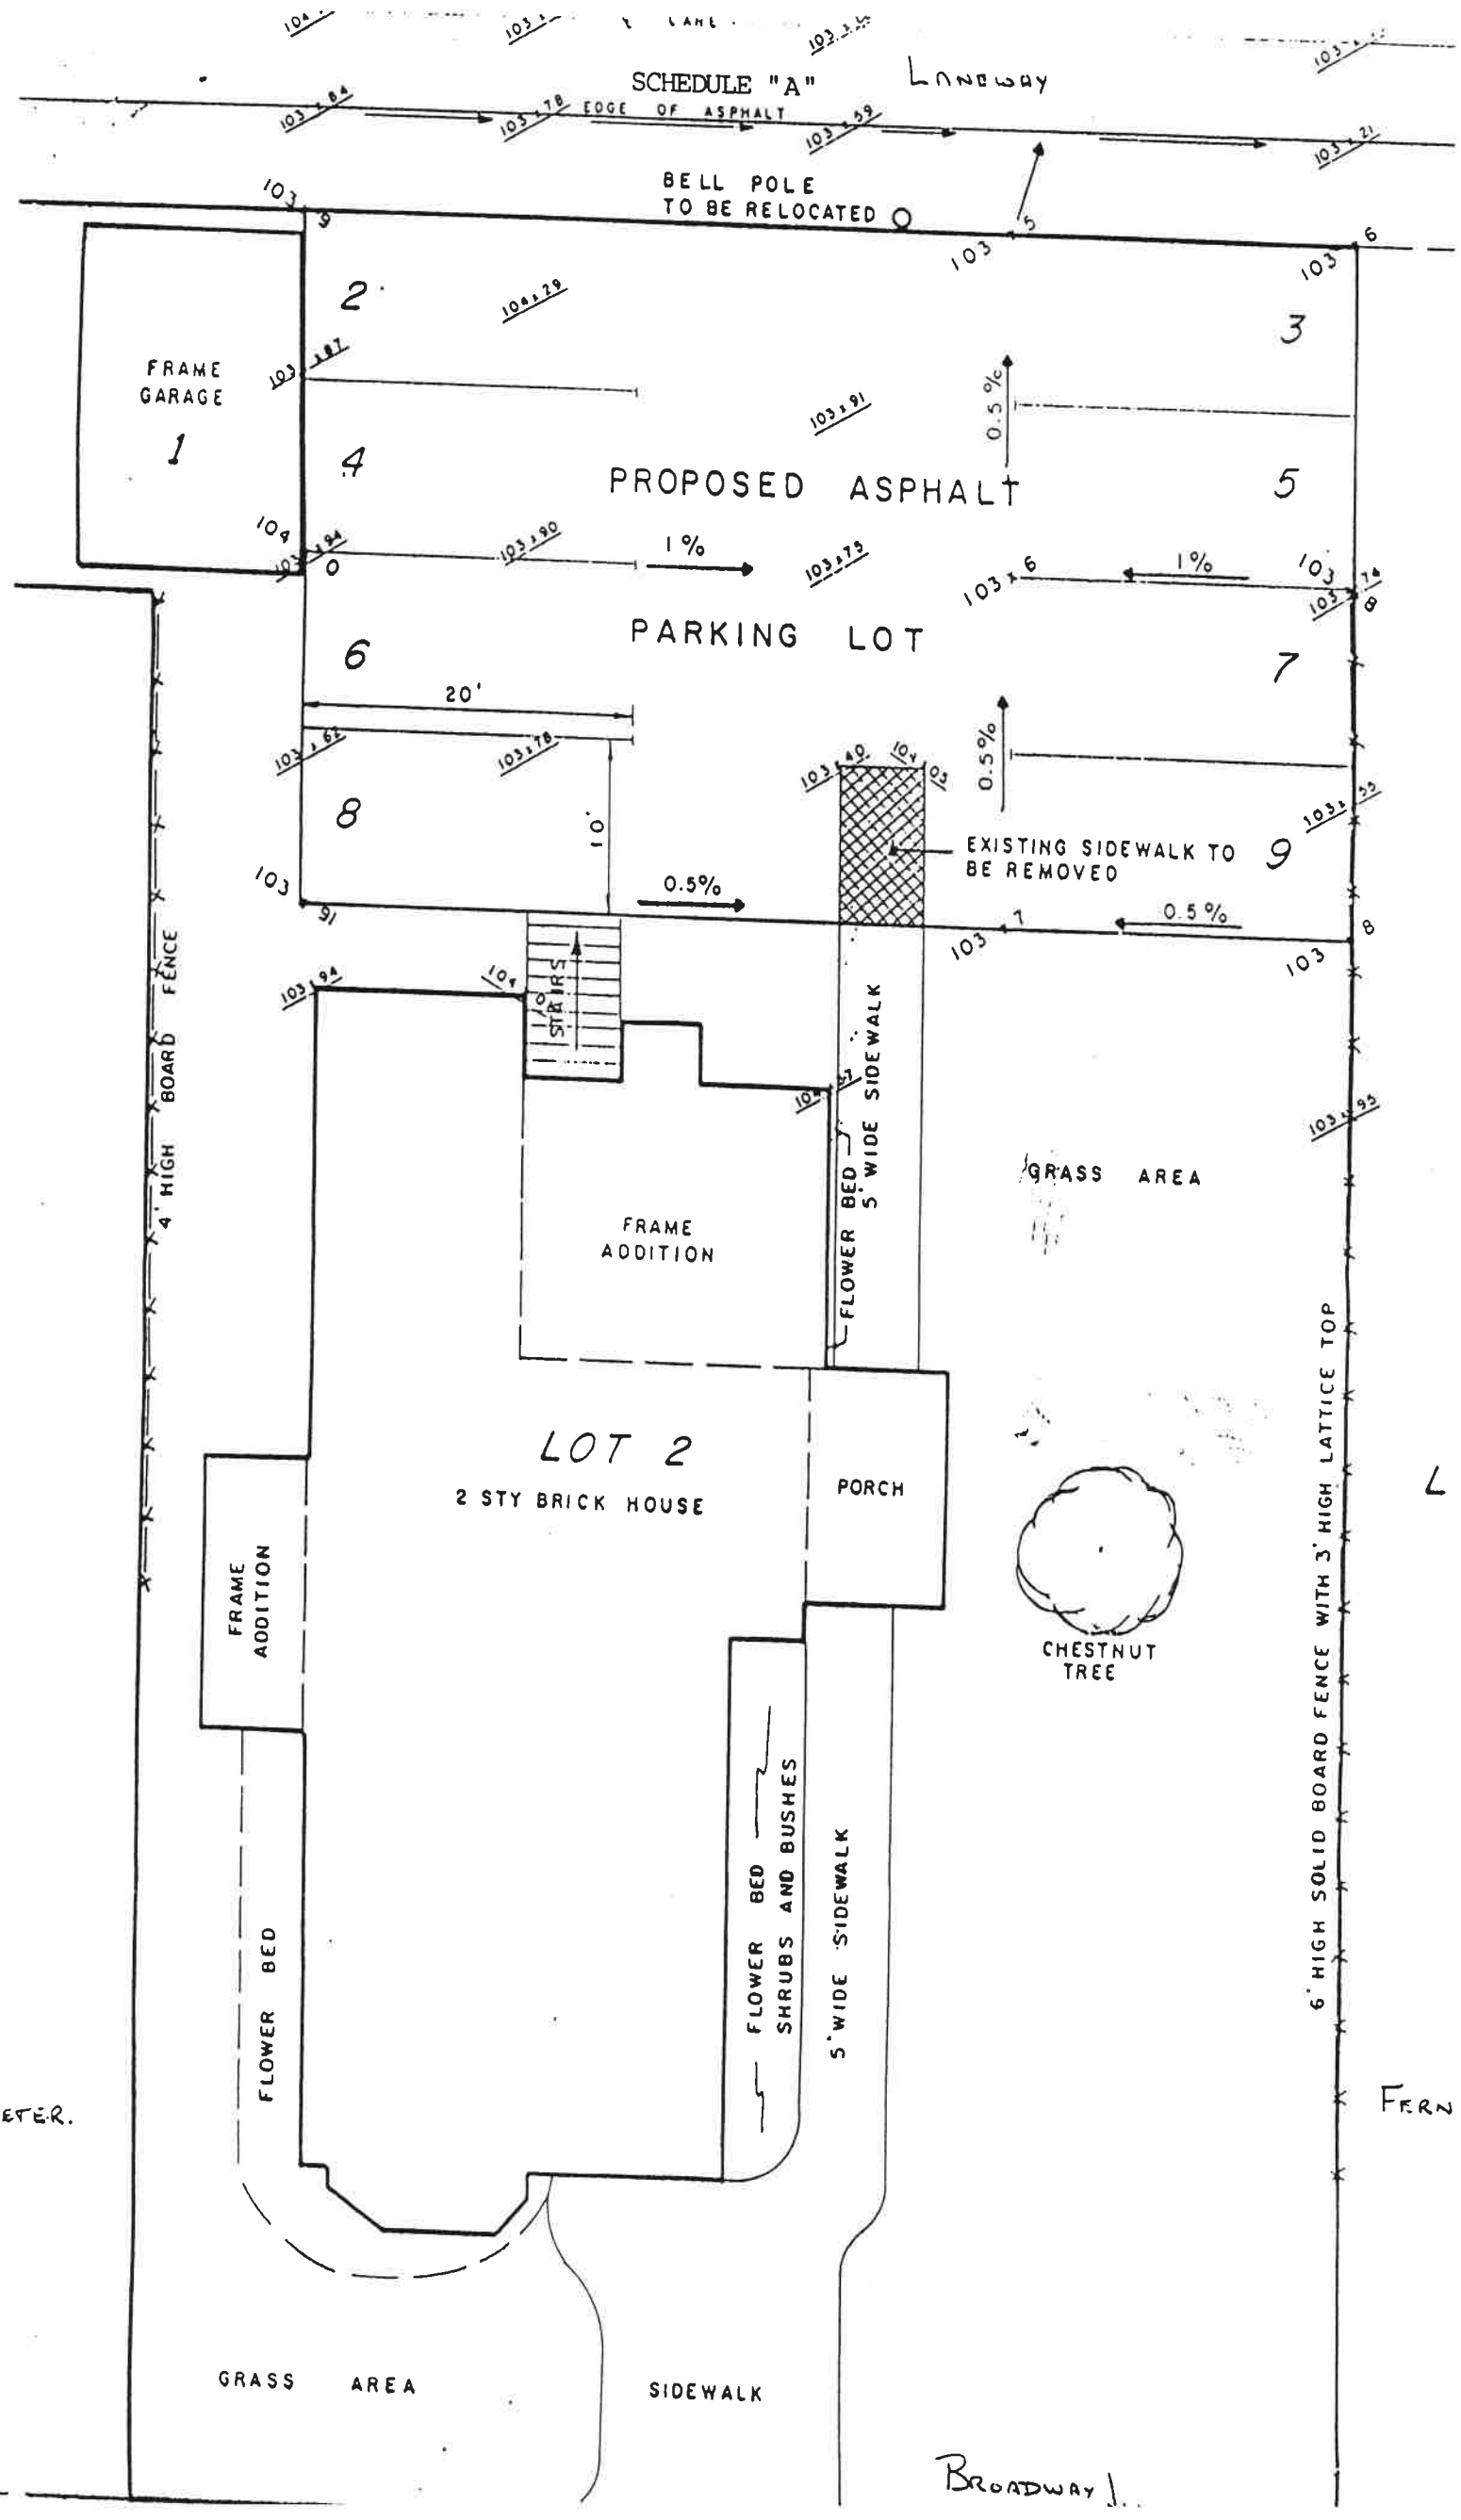 LANE
SCHEDULE "A"
LANEWAY
103 x 84
103 x 78
EDGE OF ASPHALT
103 x 59
103 x 21
BELL POLE
TO BE RELOCATED
103 9
103 5
103 6
2
104 x 29
3
FRAME
GARAGE
1
103 x 87
103 x 91
0.5%
4
PROPOSED ASPHALT
5
104 0
103 x 94
103 x 90
1%
103 x 75
103 x 6
1%
103 8
103 x 74
6
PARKING LOT
7
20'
103 x 62
103 x 78
0.5%
103 x 40
104 03
103 x 55
8
10'
EXISTING SIDEWALK TO
BE REMOVED
9
103 91
0.5%
103 7
0.5%
103 8
4' HIGH BOARD FENCE
103 x 94
104
STAIRS
5' WIDE SIDEWALK
FLOWER BED
103 x 95
GRASS AREA
FRAME
ADDITION
LOT 2
2 STY BRICK HOUSE
PORCH
L
FRAME
ADDITION
CHESTNUT
TREE
6' HIGH SOLID BOARD FENCE WITH 3' HIGH LATTICE TOP
FLOWER BED
FLOWER BED
SHRUBS AND BUSHES
5' WIDE SIDEWALK
ETER.
FERN
GRASS AREA
SIDEWALK
BROADWAY